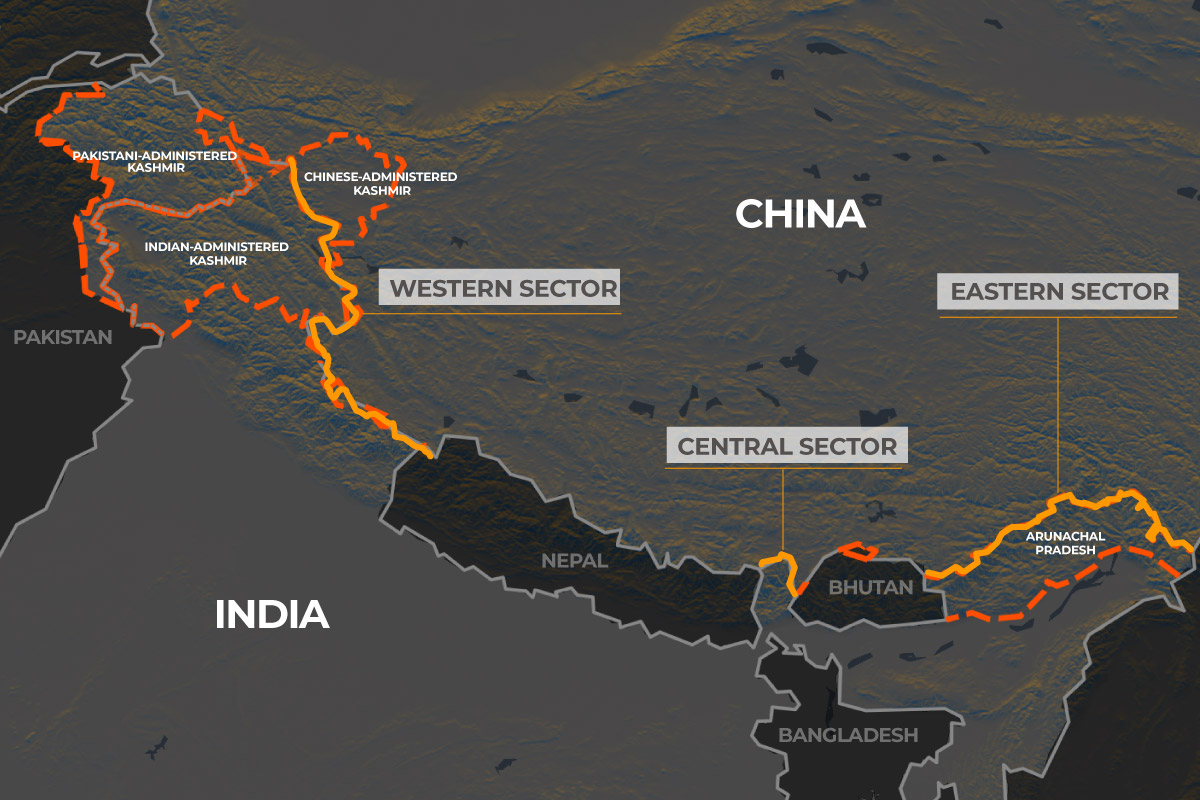 PAKISTANI-ADMINISTERED
KASHMIR
CHINESE-ADMINISTERED
KASHMIR
CHINA
INDIAN-ADMINISTERED
KASHMIR
WESTERN SECTOR
EASTERN SECTOR
PAKISTAN
CENTRAL SECTOR
ARUNACHAL
PRADESH
NEPAL
BHUTAN
INDIA
BANGLADESH